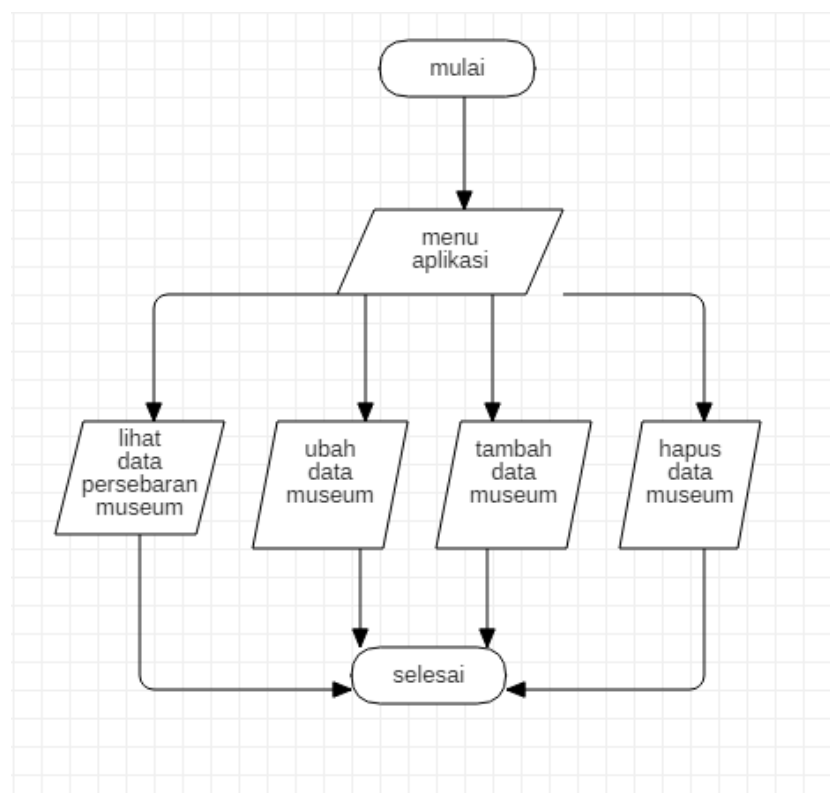 mulai
menu
aplikasi
lihat
data
persebaran
museum
ubah
data
museum
tambah
data
museum
hapus
data
museum
selesai